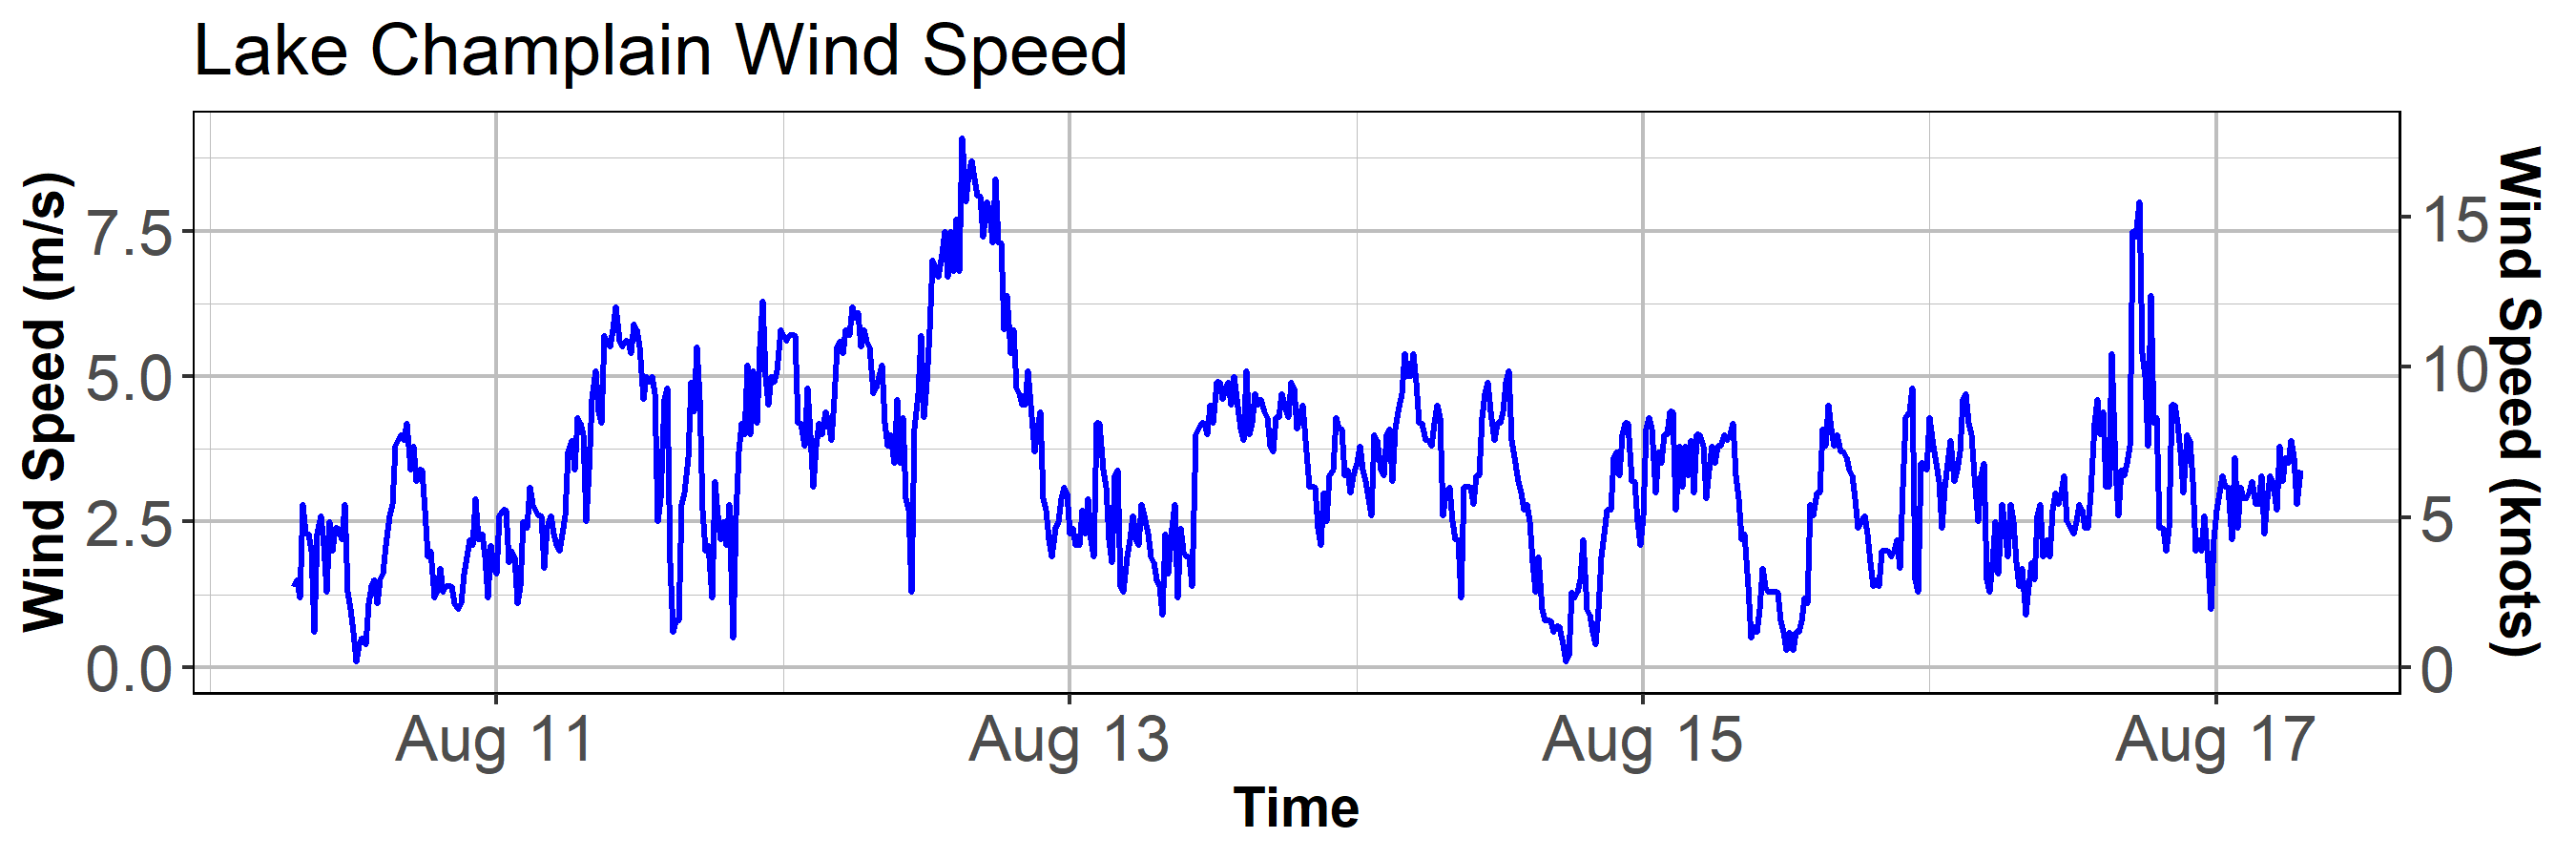 Lake Champlain Wind Speed
Wind Speed (m/s)
7.5
5.0
2.5
0.0
15
10
5
0
Wind Speed (knots)
Aug 11
Aug 13
Aug 15
Aug 17
Time